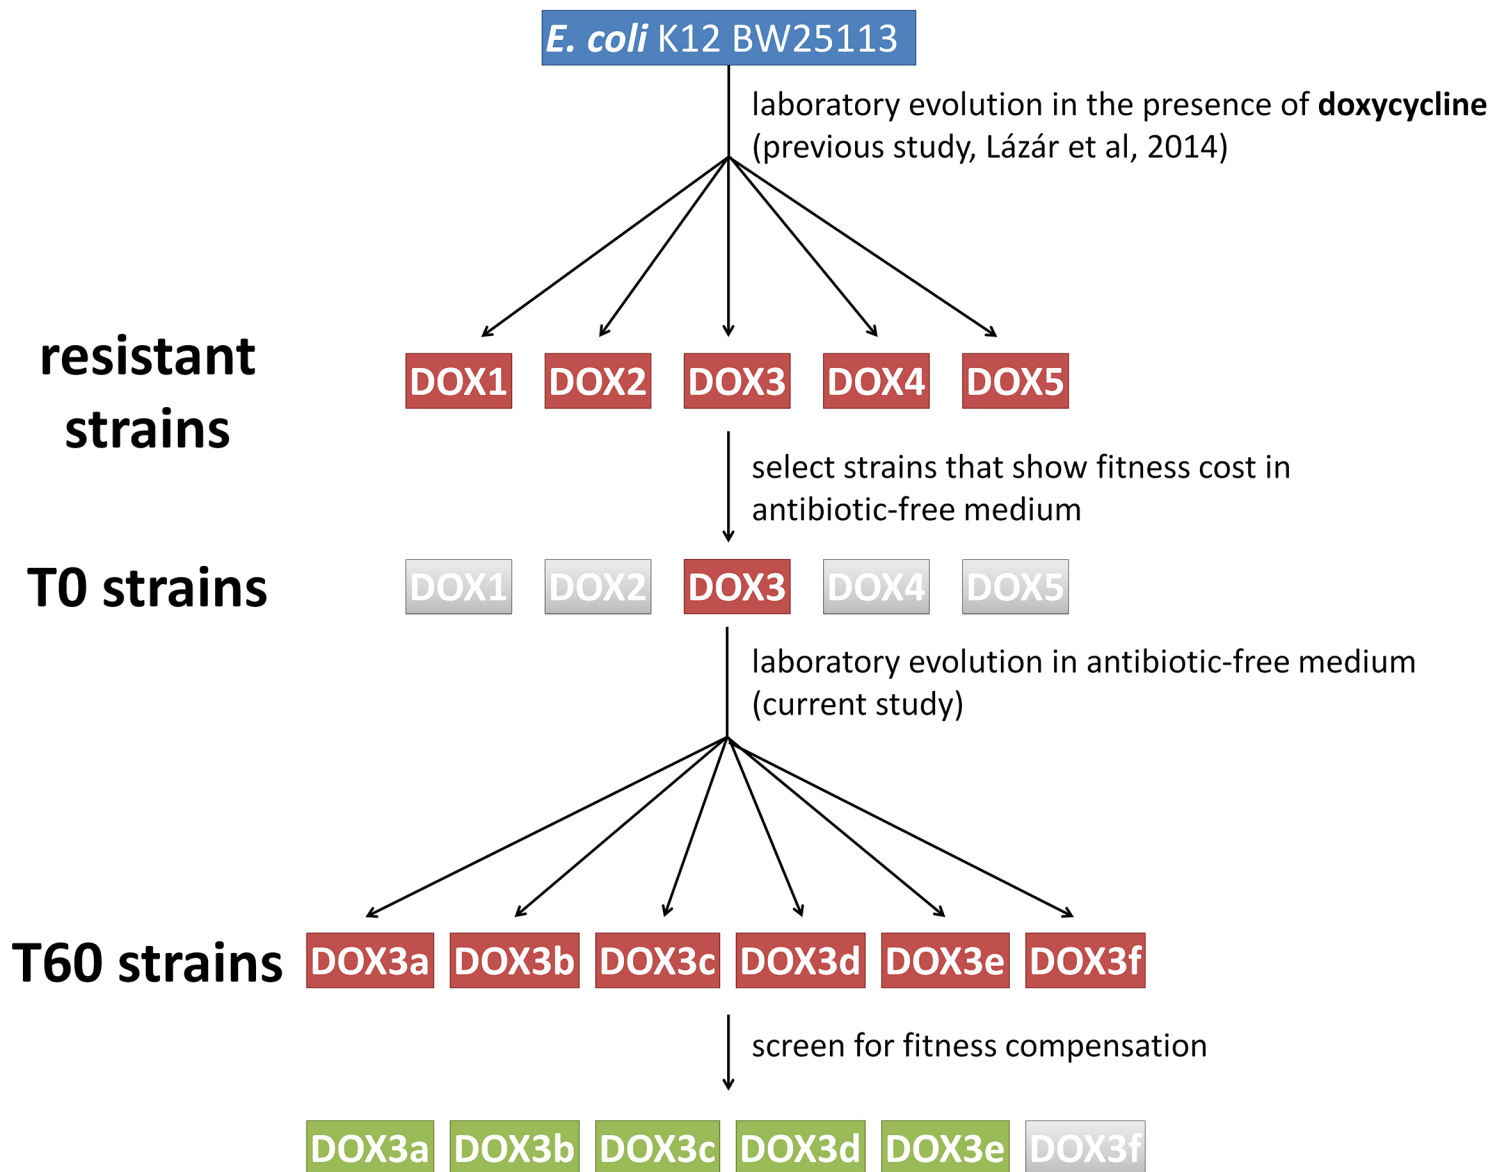 E. coli K12 BW25113
laboratory evolution in the presence of doxycycline
(previous study, Lázár et al, 2014)
resistant
strains
DOX1 DOX2 DOX3 DOX4 DOX5
select strains that show fitness cost in
antibiotic-free medium
T0 strains
DOX1 DOX2 DOX3 DOX4 DOX5
laboratory evolution in antibiotic-free medium
(current study)
T60 strains
DOX3a DOX3b DOX3c DOX3d DOX3e DOX3f
screen for fitness compensation
DOX3a DOX3b DOX3c DOX3d DOX3e DOX3f